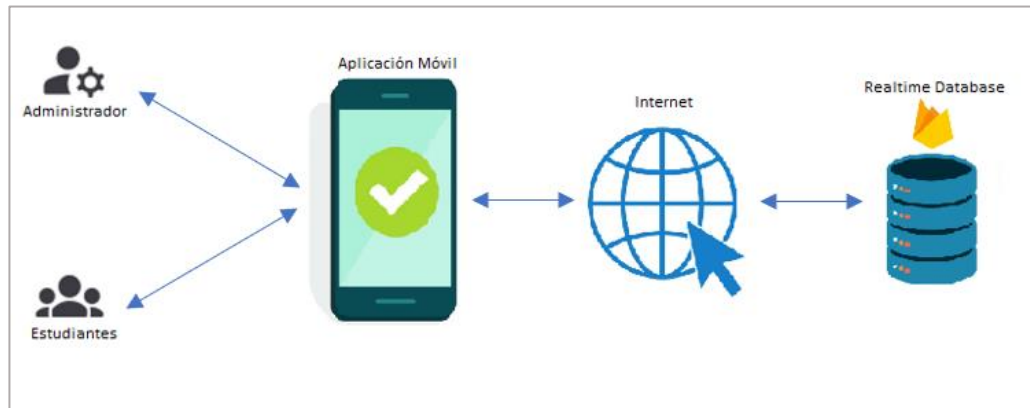 Administrador
Aplicación Móvil
Internet
Realtime Database
Estudiantes